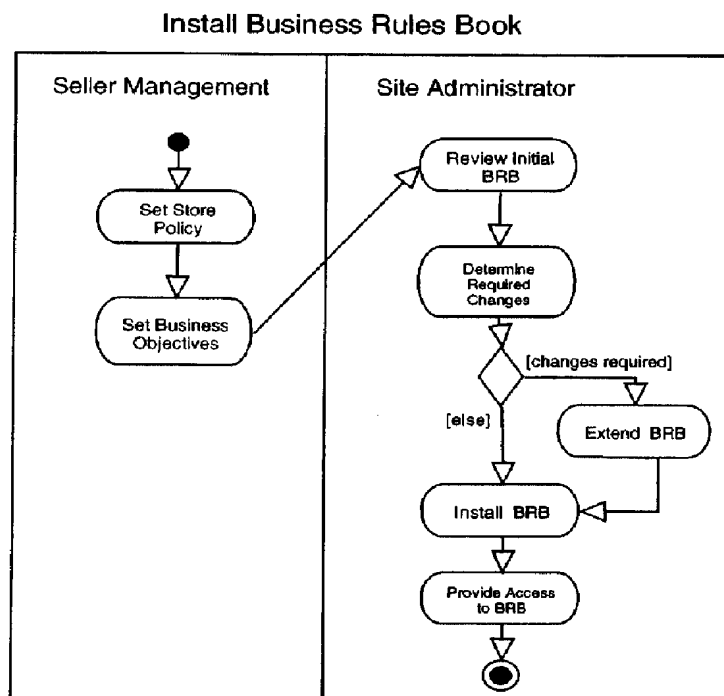 Install Business Rules Book
Seller Management
Site Administrator
Set Store
Policy
Set Business
Objectives
Review Initial
BRB
Determine
Required
Changes
[changes required]
[else]
Extend BRB
Install BRB
Provide Access
to BRB